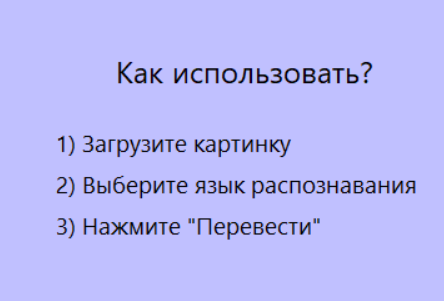 Как использовать?
1) Загрузите картинку
2) Выберите язык распознавания
3) Нажмите "Перевести"